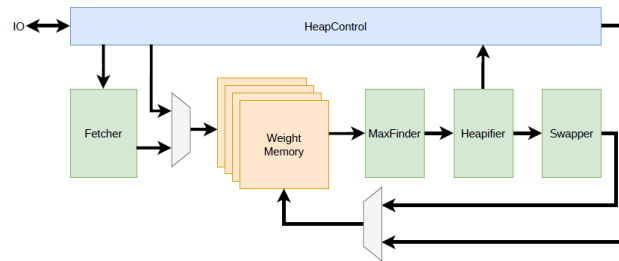 IO
HeapControl
Fetcher
Weight
Memory
MaxFinder
Heapifier
Swapper